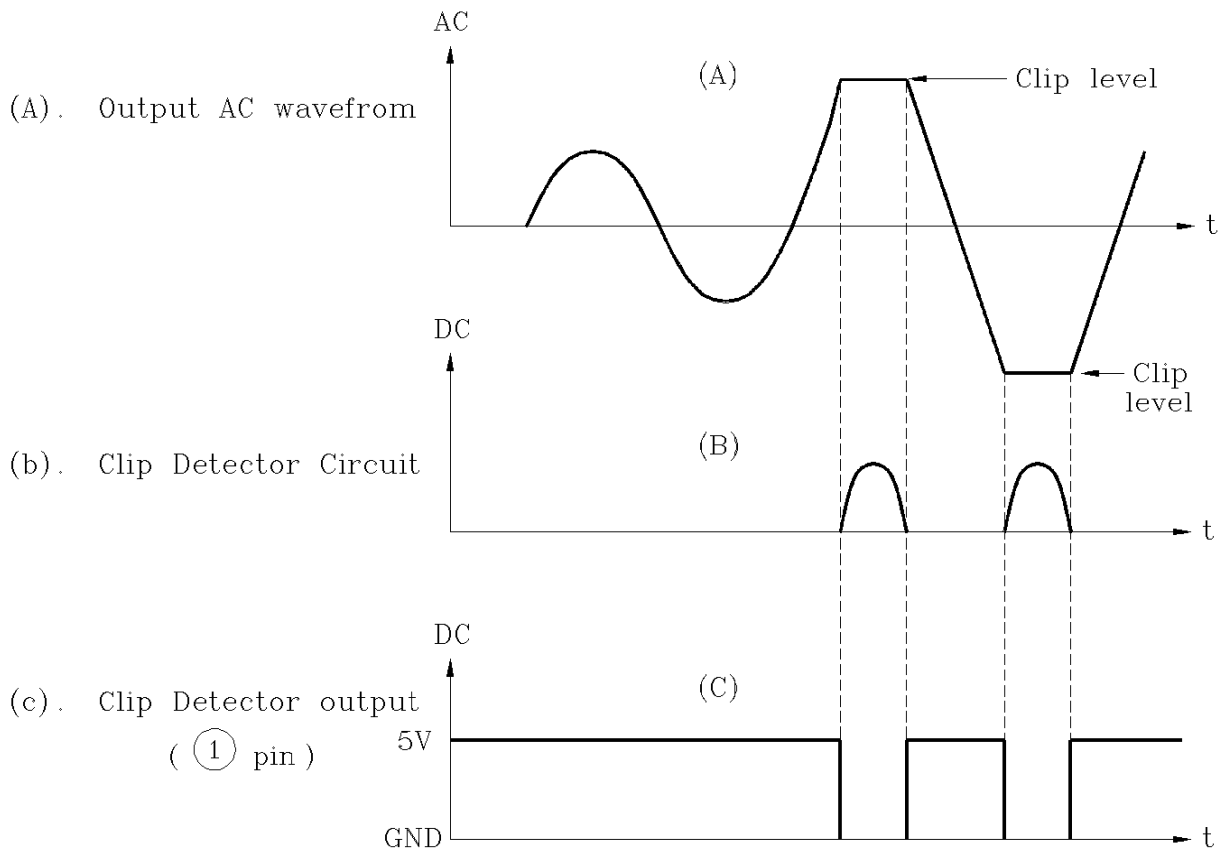 AC
(A)
Clip level
(A). Output AC wavefrom
t
DC
Clip
level
(B)
(b). Clip Detector Circuit
t
DC
(C)
(c). Clip Detector output
( 1 pin )
5V
GND
t